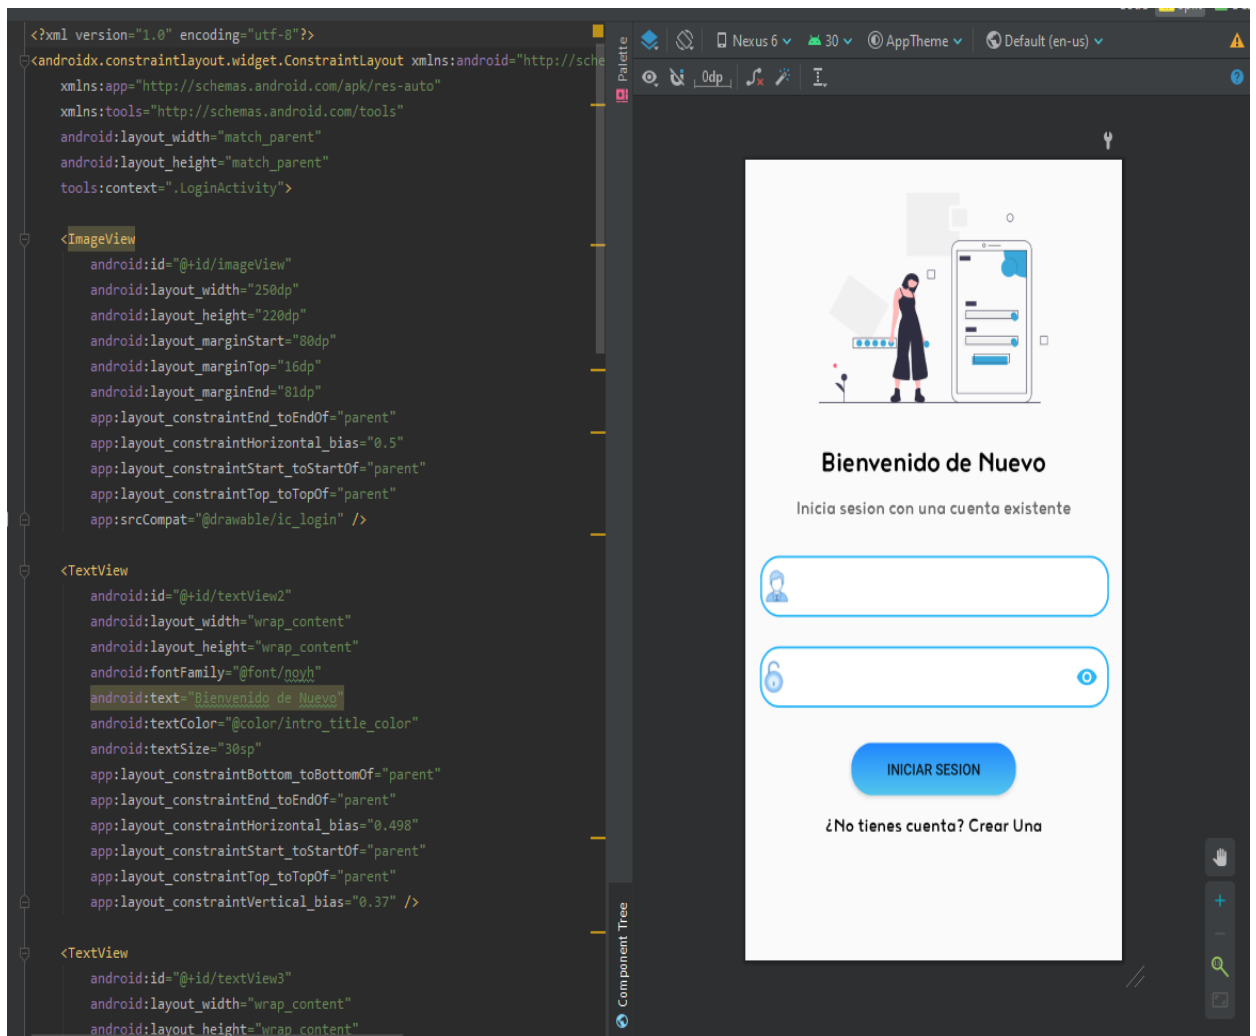 <?xml version="1.0" encoding="utf-8"?>
<androidx.constraintlayout.widget.ConstraintLayout xmlns:android="http://sche
xmlns:app="http://schemas.android.com/apk/res-auto"
xmlns:tools="http://schemas.android.com/tools"
android:layout_width="match_parent"
android:layout_height="match_parent"
tools:context=".LoginActivity">
<ImageView
android:id="@+id/imageView"
android:layout_width="250dp"
android:layout_height="220dp"
android:layout_marginStart="80dp"
android:layout_marginTop="16dp"
android:layout_marginEnd="81dp"
app:layout_constraintEnd_toEndOf="parent"
app:layout_constraintHorizontal_bias="0.5"
app:layout_constraintStart_toStartOf="parent"
app:layout_constraintTop_toTopOf="parent"
app:srcCompat="@drawable/ic_login" />
<TextView
android:id="@+id/textView2"
android:layout_width="wrap_content"
android:layout_height="wrap_content"
android:fontFamily="@font/noyh"
android:text="Bienvenido de Nuevo"
android:textColor="@color/intro_title_color"
android:textSize="30sp"
app:layout_constraintBottom_toBottomOf="parent"
app:layout_constraintEnd_toEndOf="parent"
app:layout_constraintHorizontal_bias="0.498"
app:layout_constraintStart_toStartOf="parent"
app:layout_constraintTop_toTopOf="parent"
app:layout_constraintVertical_bias="0.37" />
<TextView
android:id="@+id/textView3"
android:layout_width="wrap_content"
android:layout_height="wrap_content"
Palette
Component Tree
Nexus 6 30 AppTheme Default (en-us)
0dp
Bienvenido de Nuevo
Inicia sesion con una cuenta existente
INICIAR SESION
¿No tienes cuenta? Crear Una